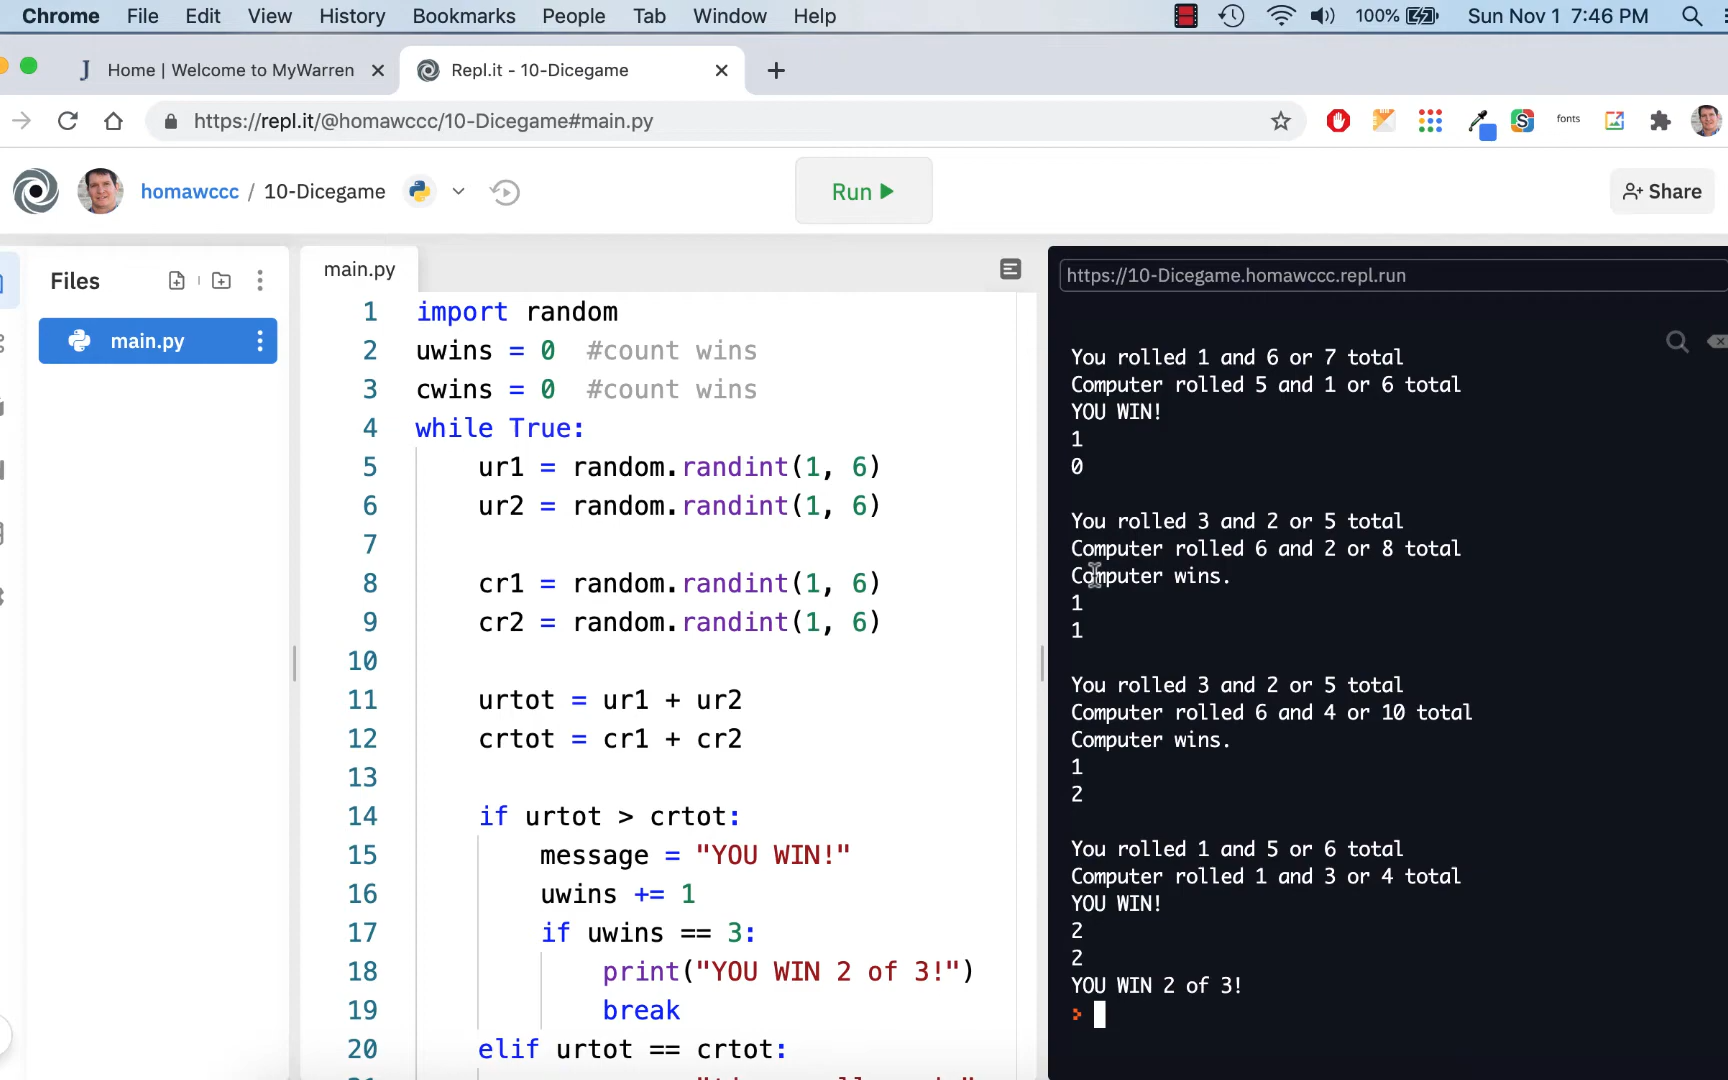 Chrome File Edit View History Bookmarks People Tab Window Help 100% Sun Nov 1 7:46 PM
Home | Welcome to MyWarren Repl.it - 10-Dicegame
https://repl.it/@homawccc/10-Dicegame#main.py fonts
homawccc / 10-Dicegame Run Share
Files
main.py
main.py
1 import random
2 uwins = 0 #count wins
3 cwins = 0 #count wins
4 while True:
5 ur1 = random.randint(1, 6)
6 ur2 = random.randint(1, 6)
7
8 cr1 = random.randint(1, 6)
9 cr2 = random.randint(1, 6)
10
11 urtot = ur1 + ur2
12 crtot = cr1 + cr2
13
14 if urtot > crtot:
15 message = "YOU WIN!"
16 uwins += 1
17 if uwins == 3:
18 print("YOU WIN 2 of 3!")
19 break
20 elif urtot == crtot:
https://10-Dicegame.homawccc.repl.run
You rolled 1 and 6 or 7 total
Computer rolled 5 and 1 or 6 total
YOU WIN!
1
0
You rolled 3 and 2 or 5 total
Computer rolled 6 and 2 or 8 total
Computer wins.
1
1
You rolled 3 and 2 or 5 total
Computer rolled 6 and 4 or 10 total
Computer wins.
1
2
You rolled 1 and 5 or 6 total
Computer rolled 1 and 3 or 4 total
YOU WIN!
2
2
YOU WIN 2 of 3!